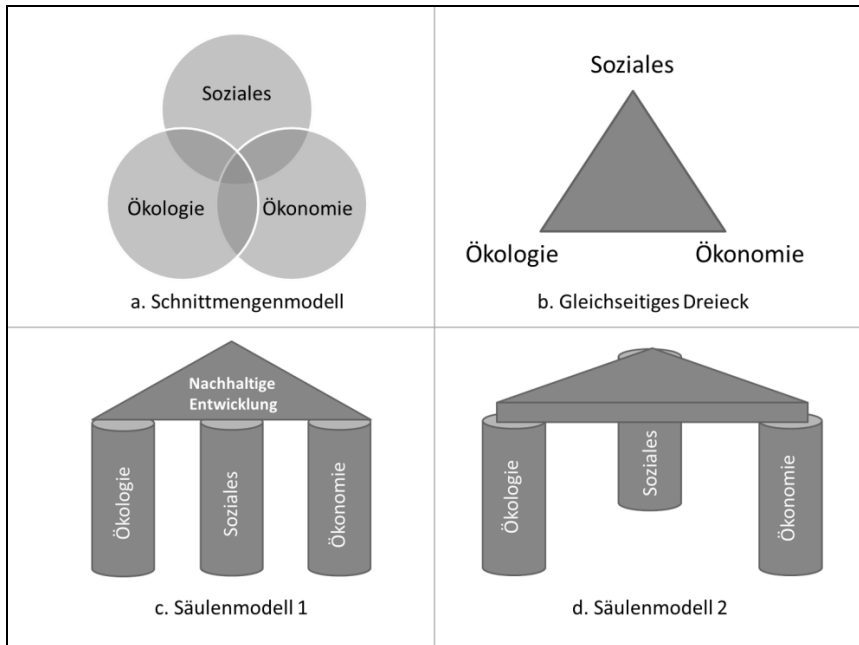 Soziales
Ökologie
Ökonomie
a. Schnittmengenmodell
Soziales
Ökologie
Ökonomie
b. Gleichseitiges Dreieck
Nachhaltige
Entwicklung
Ökologie
Soziales
Ökonomie
c. Säulenmodell 1
Ökologie
Soziales
Ökonomie
d. Säulenmodell 2